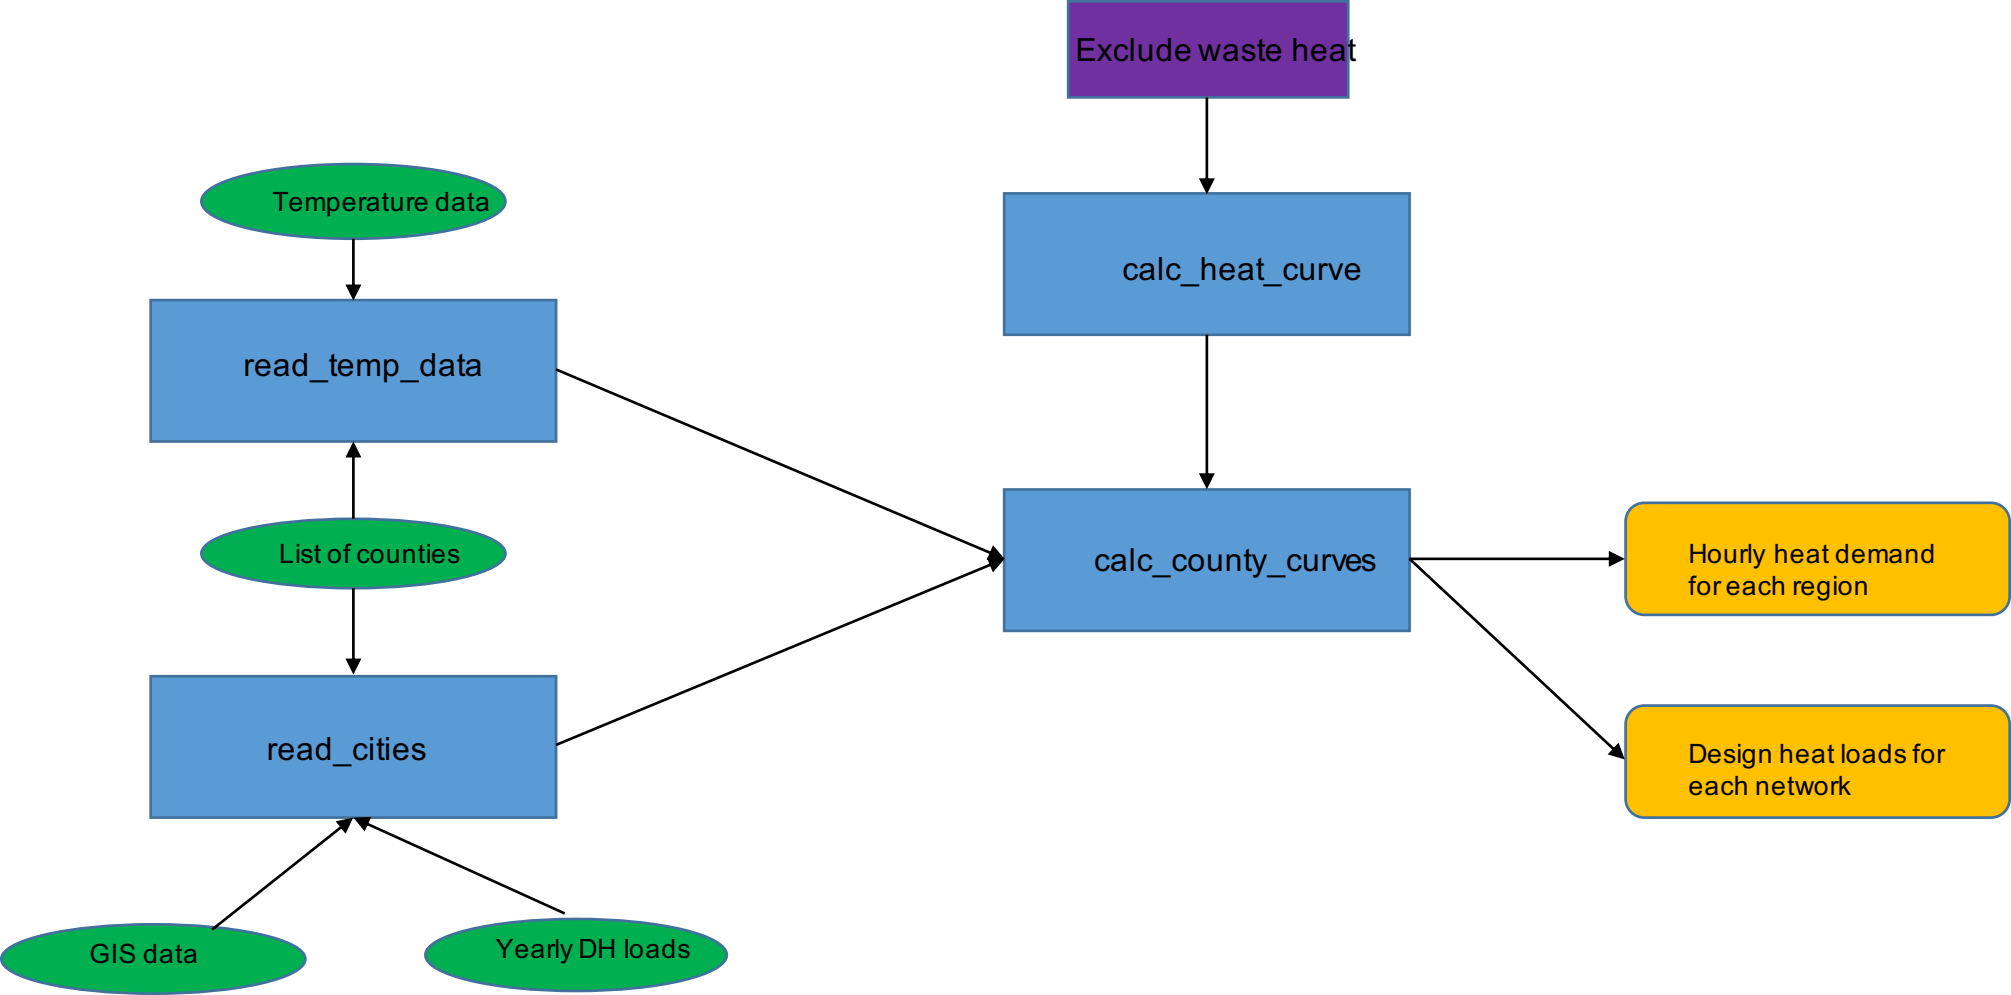 Exclude waste heat
Temperature data
calc_heat_curve
read_temp_data
List of counties
calc_county_curves
Hourly heat demand
for each region
read_cities
Design heat loads for
each network
GIS data
Yearly DH loads